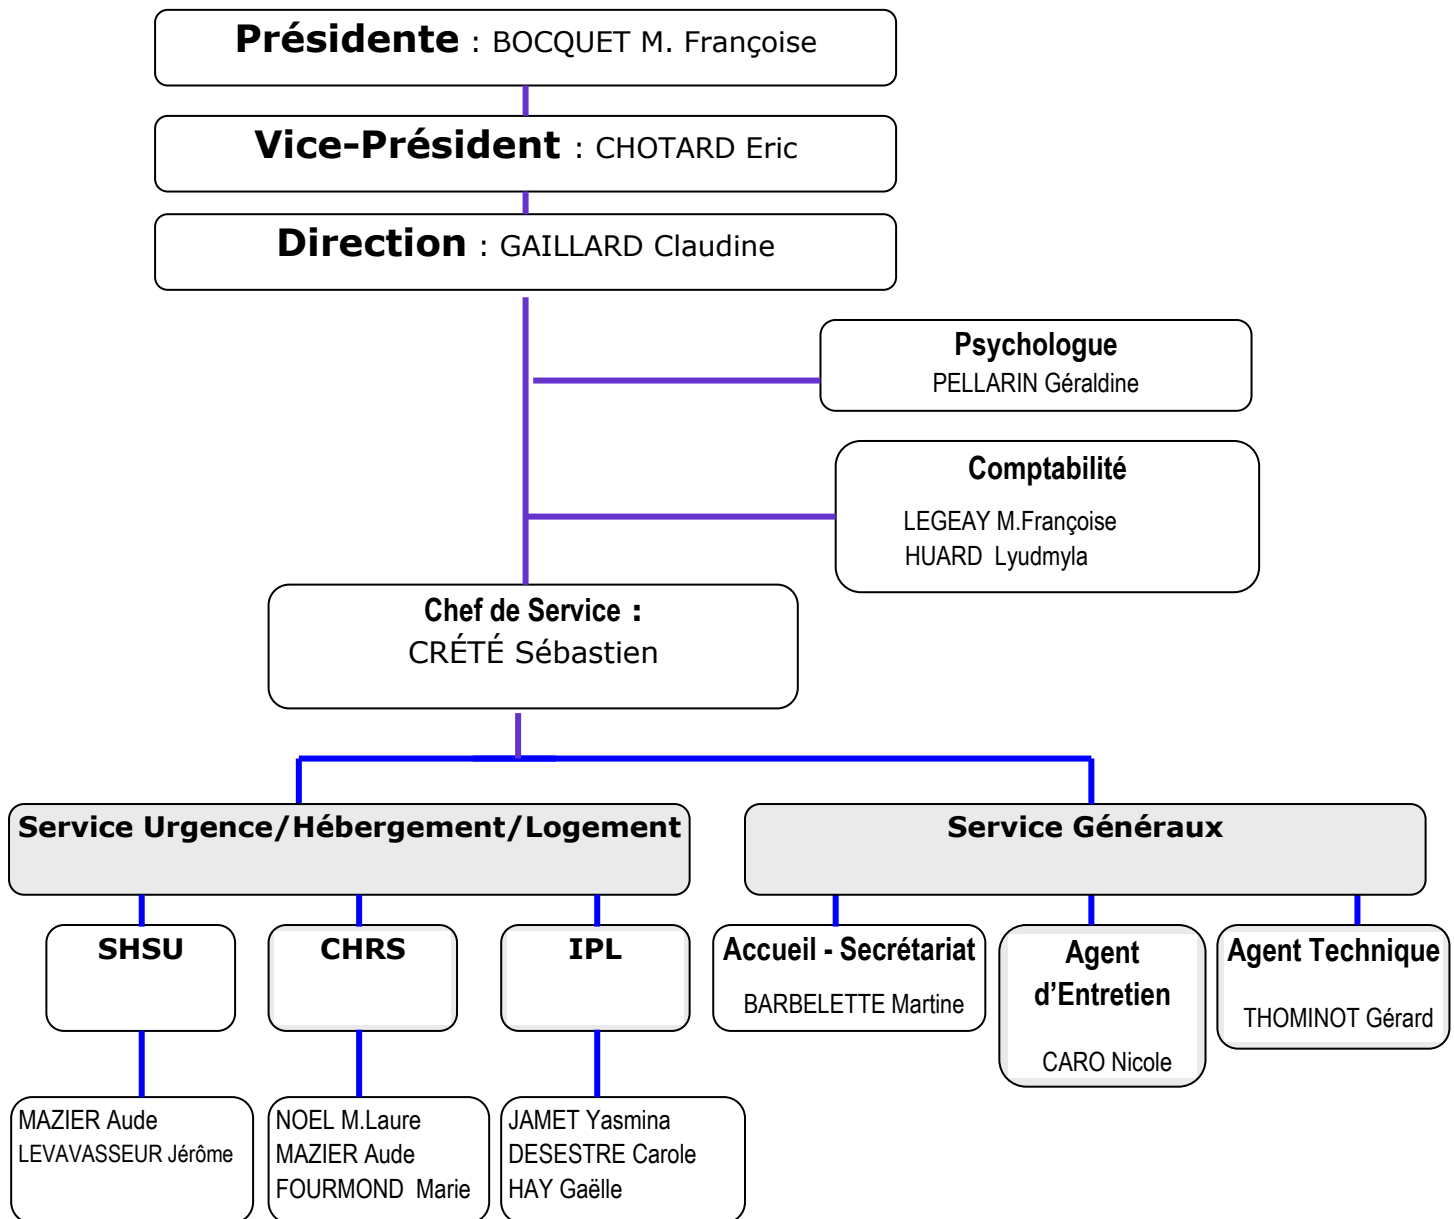 Présidente : BOCQUET M. Françoise
Vice-Président : CHOTARD Eric
Direction : GAILLARD Claudine
Psychologue
PELLARIN Géraldine
Comptabilité
LEGEAY M.Françoise
HUARD Lyudmyla
Chef de Service :
CRÉTÉ Sébastien
Service Urgence/Hébergement/Logement
Service Généraux
SHSU
CHRS
IPL
Accueil - Secrétariat
BARBELETTE Martine
Agent
d’Entretien
CARO Nicole
Agent Technique
THOMINOT Gérard
MAZIER Aude
LEVAVASSEUR Jérôme
NOEL M.Laure
MAZIER Aude
FOURMOND Marie
JAMET Yasmina
DESESTRE Carole
HAY Gaëlle